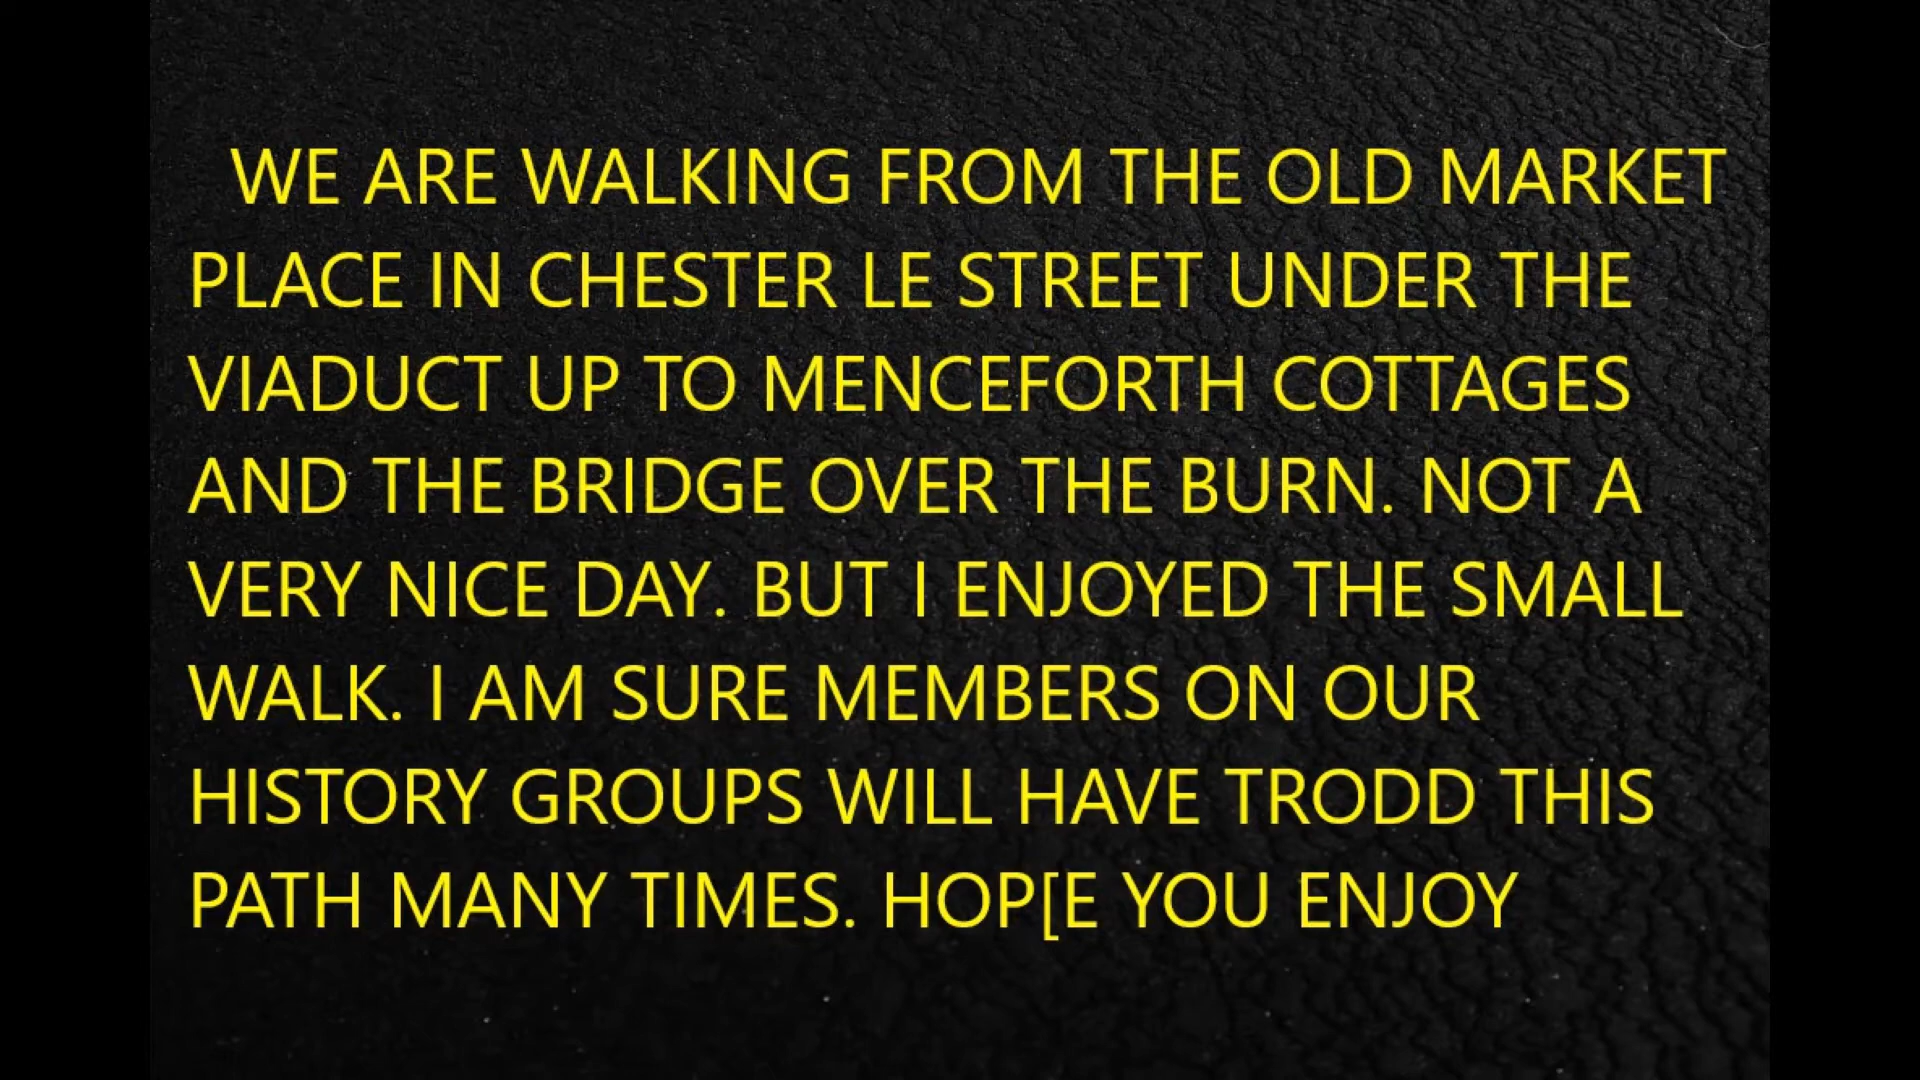 WE ARE WALKING FROM THE OLD MARKET
PLACE IN CHESTER LE STREET UNDER THE
VIADUCT UP TO MENCEFORTH COTTAGES
AND THE BRIDGE OVER THE BURN. NOT A
VERY NICE DAY. BUT I ENJOYED THE SMALL
WALK. I AM SURE MEMBERS ON OUR
HISTORY GROUPS WILL HAVE TRODD THIS
PATH MANY TIMES. HOP[E YOU ENJOY